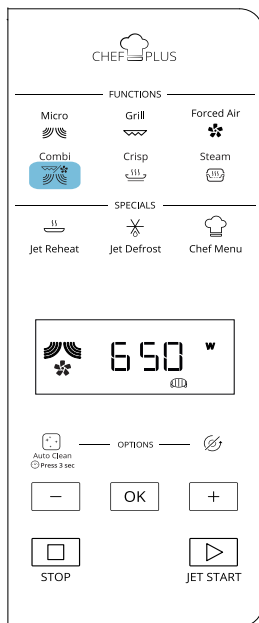 CHEF PLUS
FUNCTIONS
Micro Grill Forced Air
Combi Crisp Steam
SPECIALS
Jet Reheat Jet Defrost Chef Menu
650 W
OPTIONS
Auto Clean
Press 3 sec
− OK +
STOP JET START